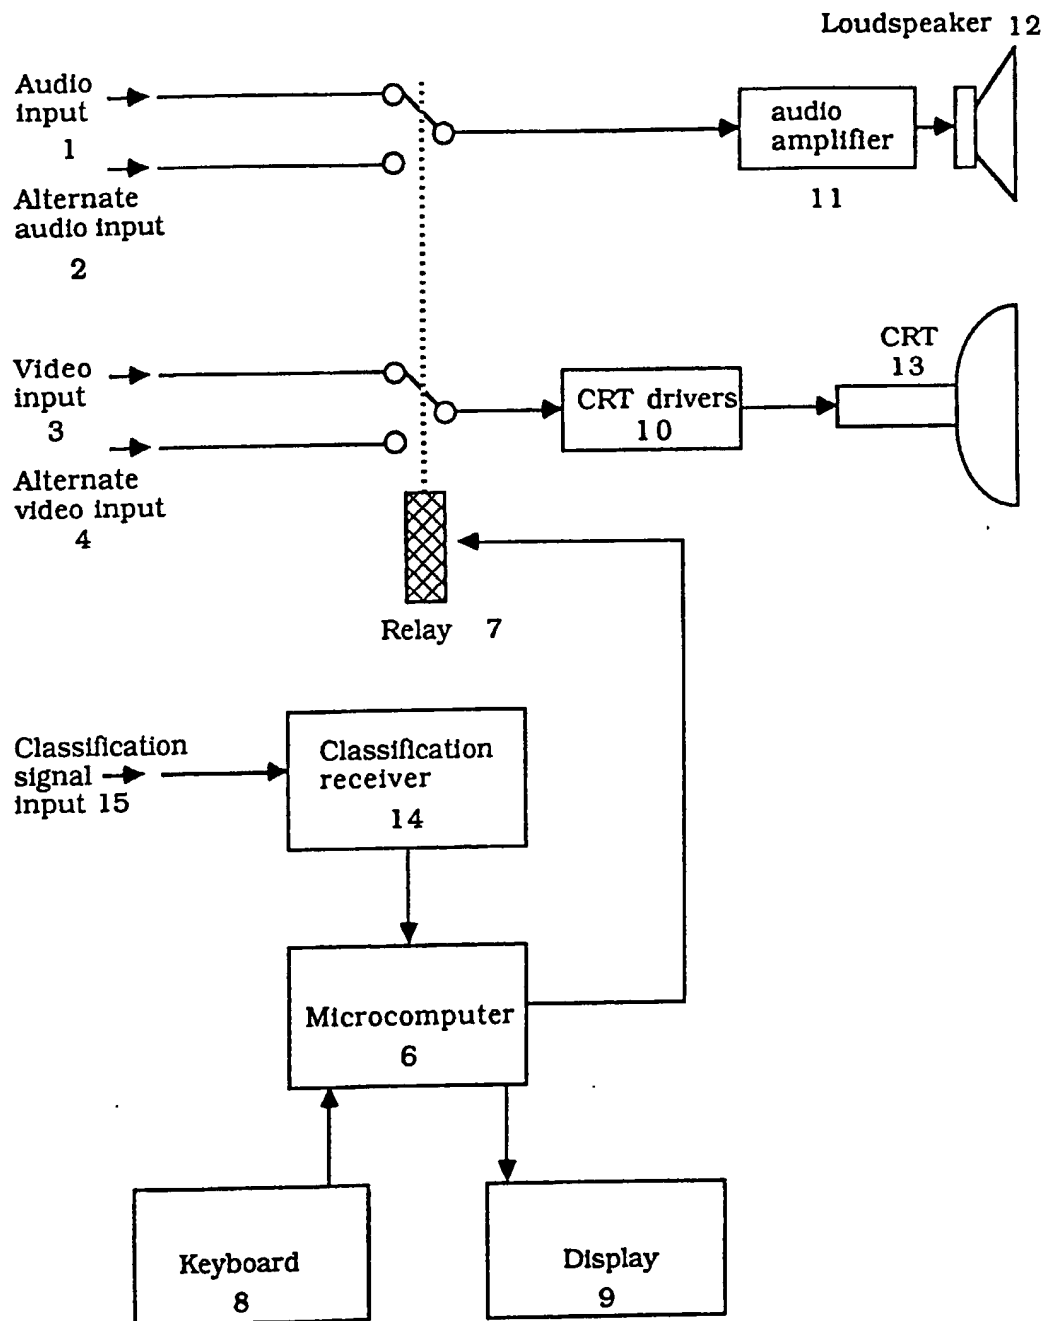 Loudspeaker 12
Audio
input
1
Alternate
audio input
2
audio
amplifier
11
Video
input
3
Alternate
video input
4
CRT drivers
10
CRT
13
Relay 7
Classification
signal
input 15
Classification
receiver
14
Microcomputer
6
Keyboard
8
Display
9